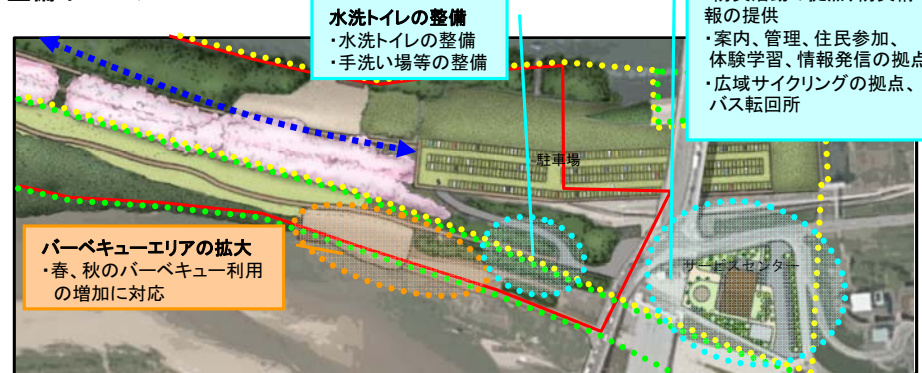 水洗トイレの整備
・水洗トイレの整備
・手洗い場等の整備
報の提供
・案内、管理、住民参加、
体験学習、情報発信の拠点
・広域サイクリングの拠点、
バス転回所
駐車場
サービスセンター
バーベキューエリアの拡大
・春、秋のバーベキュー利用
の増加に対応